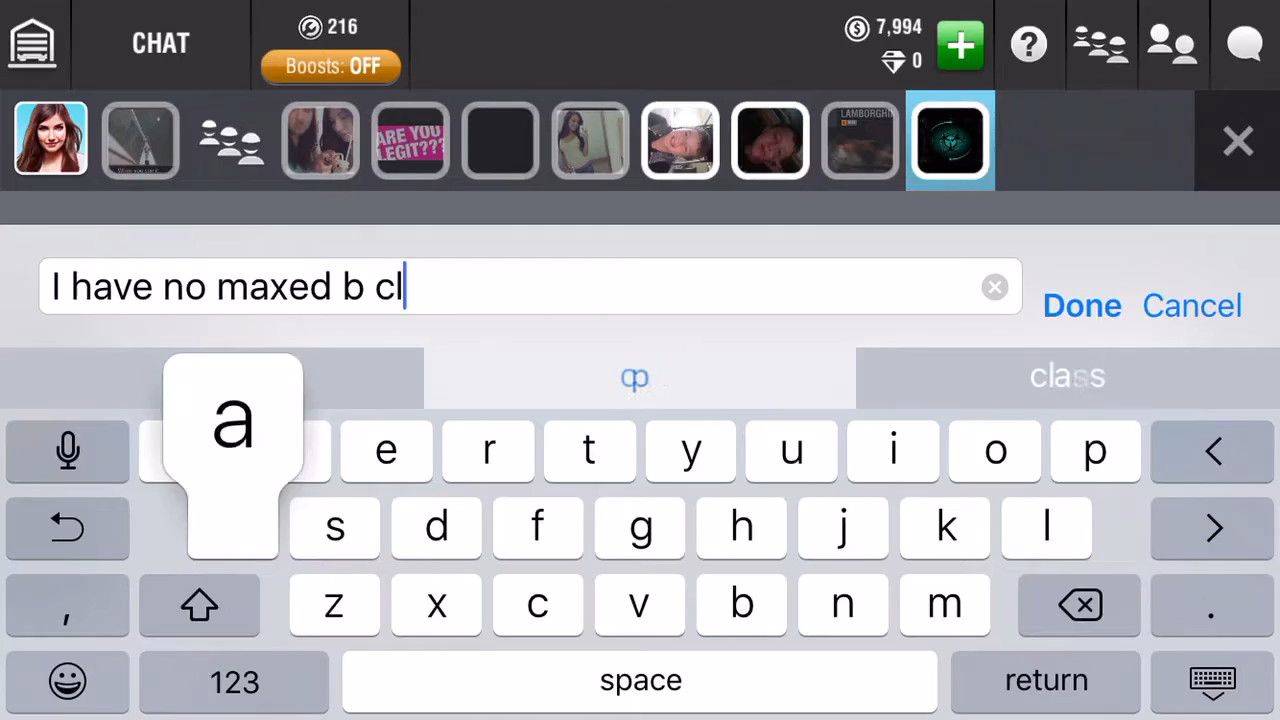 CHAT
216
Boosts: OFF
7,994
0
?
ARE YOU
LEGIT???
LAMBORGHINI
I have no maxed b cl
Done
Cancel
class
a
e r t y u i o p
s d f g h j k l
z x c v b n m
, .
123
space
return